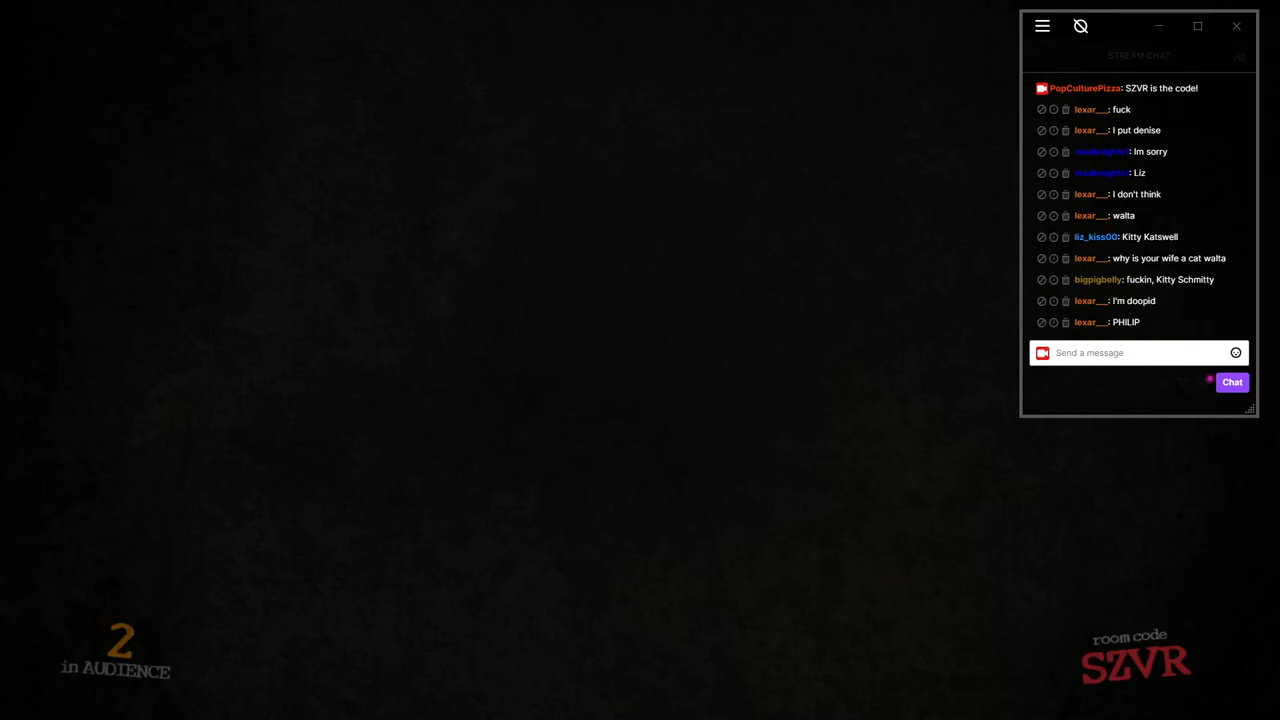 STREAM CHAT
PopCulturePizza: SZVR is the code!
lexar___: fuck
lexar___: I put denise
: Im sorry
: Liz
lexar___: I don't think
lexar___: walta
liz_kiss00: Kitty Katswell
lexar___: why is your wife a cat walta
bigpigbelly: fuckin, Kitty Schmitty
lexar___: I'm doopid
lexar___: PHILIP
Send a message
Chat
2
in AUDIENCE
room code
SZVR